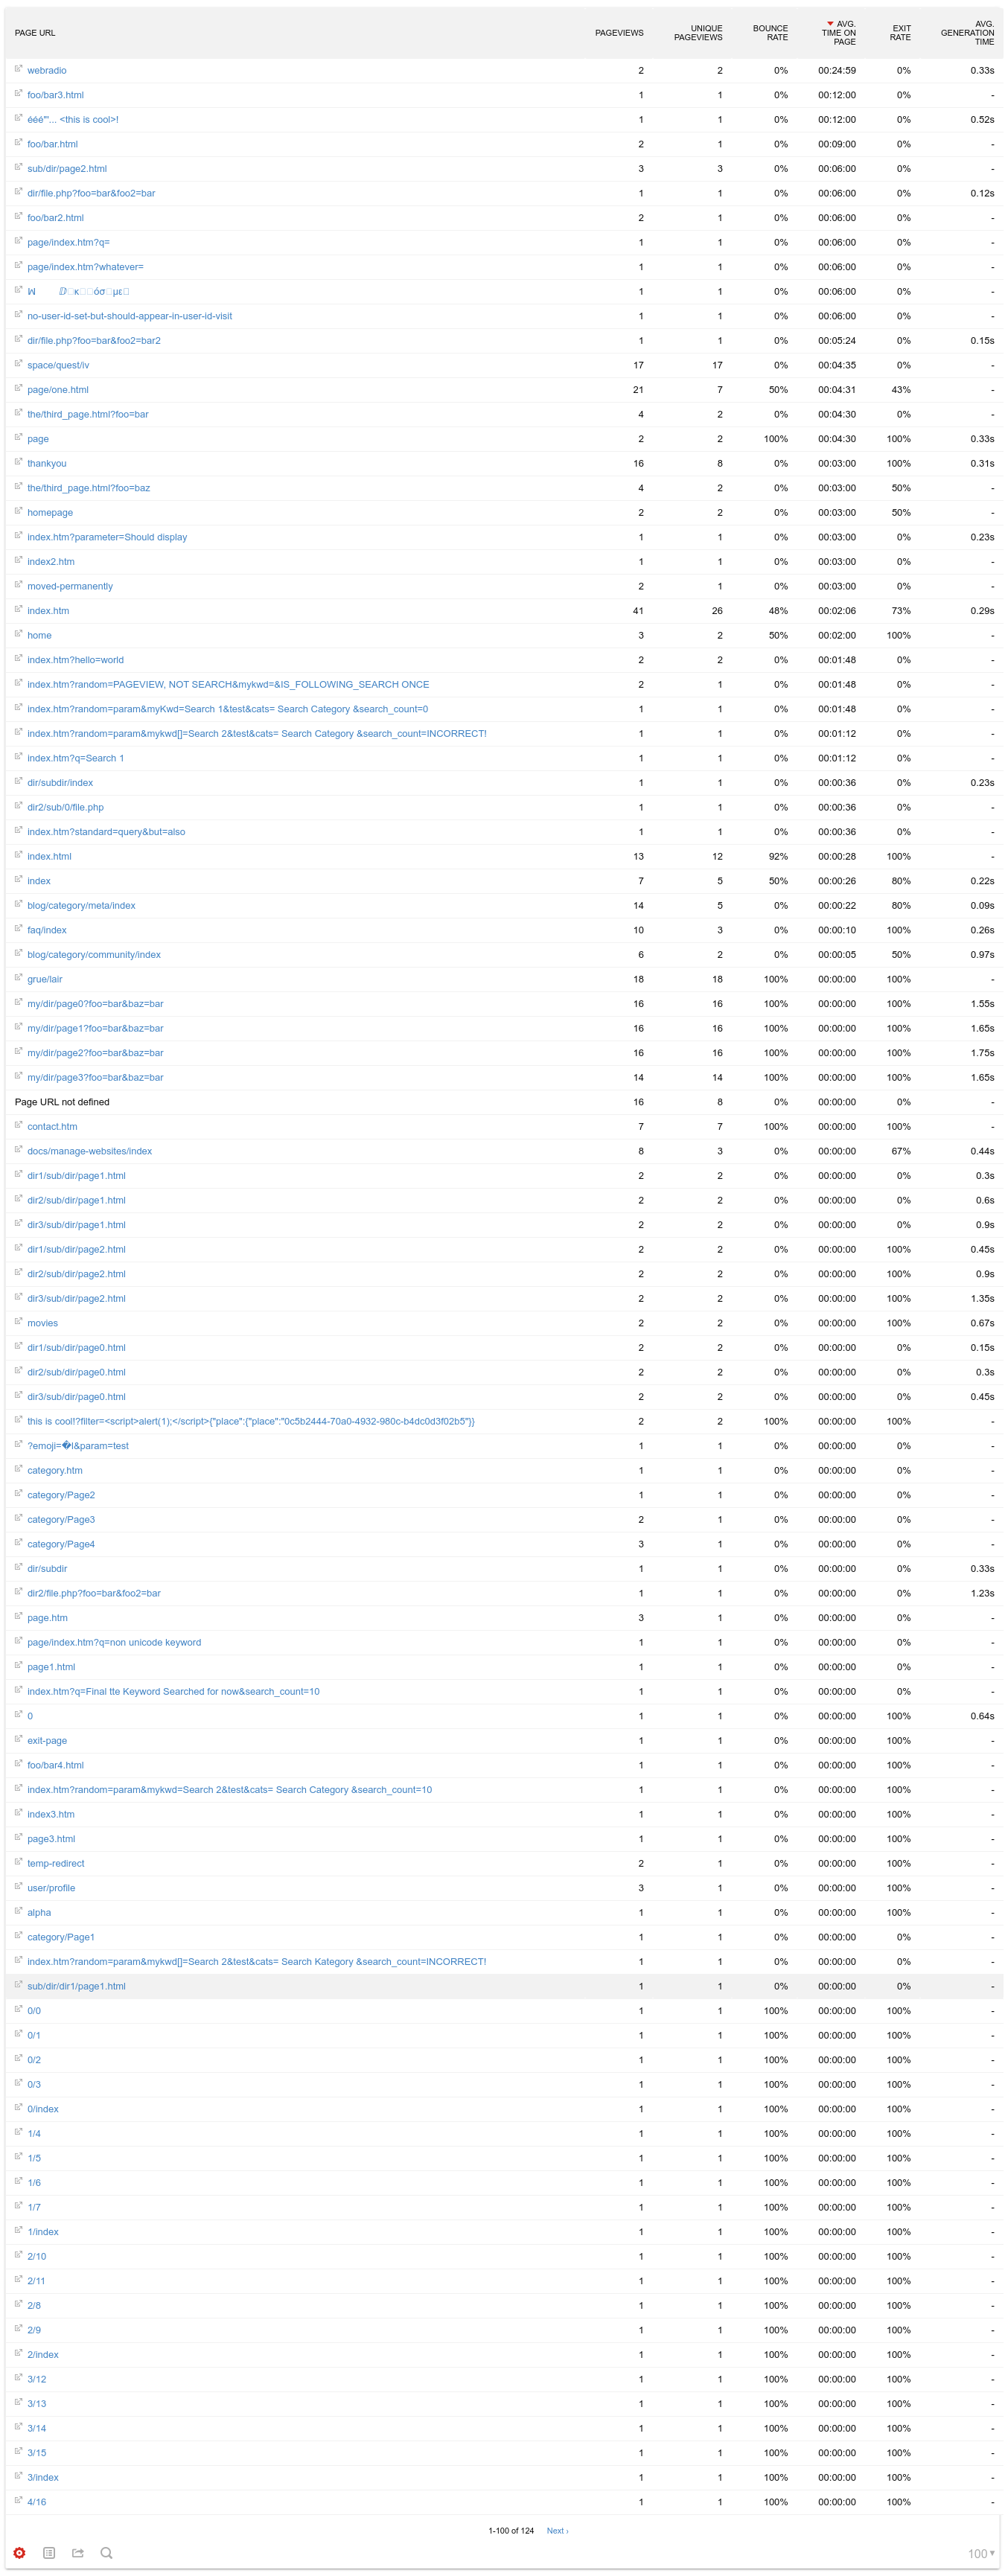 PAGE URL PAGEVIEWS UNIQUE PAGEVIEWS BOUNCE RATE AVG. TIME ON PAGE EXIT RATE AVG. GENERATION TIME
webradio 2 2 0% 00:24:59 0% 0.33s
foo/bar3.html 1 1 0% 00:12:00 0% -
ééé"'... <this is cool>! 1 1 0% 00:12:00 0% 0.52s
foo/bar.html 2 1 0% 00:09:00 0% -
sub/dir/page2.html 3 3 0% 00:06:00 0% -
dir/file.php?foo=bar&foo2=bar 1 1 0% 00:06:00 0% 0.12s
foo/bar2.html 2 1 0% 00:06:00 0% -
page/index.htm?q= 1 1 0% 00:06:00 0% -
page/index.htm?whatever= 1 1 0% 00:06:00 0% -
1 1 0% 00:06:00 0% -
no-user-id-set-but-should-appear-in-user-id-visit 1 1 0% 00:06:00 0% -
dir/file.php?foo=bar&foo2=bar2 1 1 0% 00:05:24 0% 0.15s
space/quest/iv 17 17 0% 00:04:35 0% -
page/one.html 21 7 50% 00:04:31 43% -
the/third_page.html?foo=bar 4 2 0% 00:04:30 0% -
page 2 2 100% 00:04:30 100% 0.33s
thankyou 16 8 0% 00:03:00 100% 0.31s
the/third_page.html?foo=baz 4 2 0% 00:03:00 50% -
homepage 2 2 0% 00:03:00 50% -
index.htm?parameter=Should display 1 1 0% 00:03:00 0% 0.23s
index2.htm 1 1 0% 00:03:00 0% -
moved-permanently 2 1 0% 00:03:00 0% -
index.htm 41 26 48% 00:02:06 73% 0.29s
home 3 2 50% 00:02:00 100% -
index.htm?hello=world 2 2 0% 00:01:48 0% -
index.htm?random=PAGEVIEW, NOT SEARCH&mykwd=&IS_FOLLOWING_SEARCH ONCE 2 1 0% 00:01:48 0% -
index.htm?random=param&myKwd=Search 1&test&cats= Search Category &search_count=0 1 1 0% 00:01:48 0% -
index.htm?random=param&mykwd[]=Search 2&test&cats= Search Category &search_count=INCORRECT! 1 1 0% 00:01:12 0% -
index.htm?q=Search 1 1 1 0% 00:01:12 0% -
dir/subdir/index 1 1 0% 00:00:36 0% 0.23s
dir2/sub/0/file.php 1 1 0% 00:00:36 0% -
index.htm?standard=query&but=also 1 1 0% 00:00:36 0% -
index.html 13 12 92% 00:00:28 100% -
index 7 5 50% 00:00:26 80% 0.22s
blog/category/meta/index 14 5 0% 00:00:22 80% 0.09s
faq/index 10 3 0% 00:00:10 100% 0.26s
blog/category/community/index 6 2 0% 00:00:05 50% 0.97s
grue/lair 18 18 100% 00:00:00 100% -
my/dir/page0?foo=bar&baz=bar 16 16 100% 00:00:00 100% 1.55s
my/dir/page1?foo=bar&baz=bar 16 16 100% 00:00:00 100% 1.65s
my/dir/page2?foo=bar&baz=bar 16 16 100% 00:00:00 100% 1.75s
my/dir/page3?foo=bar&baz=bar 14 14 100% 00:00:00 100% 1.65s
Page URL not defined 16 8 0% 00:00:00 0% -
contact.htm 7 7 100% 00:00:00 100% -
docs/manage-websites/index 8 3 0% 00:00:00 67% 0.44s
dir1/sub/dir/page1.html 2 2 0% 00:00:00 0% 0.3s
dir2/sub/dir/page1.html 2 2 0% 00:00:00 0% 0.6s
dir3/sub/dir/page1.html 2 2 0% 00:00:00 0% 0.9s
dir1/sub/dir/page2.html 2 2 0% 00:00:00 100% 0.45s
dir2/sub/dir/page2.html 2 2 0% 00:00:00 100% 0.9s
dir3/sub/dir/page2.html 2 2 0% 00:00:00 100% 1.35s
movies 2 2 0% 00:00:00 100% 0.67s
dir1/sub/dir/page0.html 2 2 0% 00:00:00 0% 0.15s
dir2/sub/dir/page0.html 2 2 0% 00:00:00 0% 0.3s
dir3/sub/dir/page0.html 2 2 0% 00:00:00 0% 0.45s
this is cool!?filter=<script>alert(1);</script>{"place":{"place":"0c5b2444-70a0-4932-980c-b4dc0d3f02b5"}} 2 2 100% 00:00:00 100% -
?emoji=�l&param=test 1 1 0% 00:00:00 0% -
category.htm 1 1 0% 00:00:00 0% -
category/Page2 1 1 0% 00:00:00 0% -
category/Page3 2 1 0% 00:00:00 0% -
category/Page4 3 1 0% 00:00:00 0% -
dir/subdir 1 1 0% 00:00:00 0% 0.33s
dir2/file.php?foo=bar&foo2=bar 1 1 0% 00:00:00 0% 1.23s
page.htm 3 1 0% 00:00:00 0% -
page/index.htm?q=non unicode keyword 1 1 0% 00:00:00 0% -
page1.html 1 1 0% 00:00:00 0% -
index.htm?q=Final tte Keyword Searched for now&search_count=10 1 1 0% 00:00:00 0% -
0 1 1 0% 00:00:00 100% 0.64s
exit-page 1 1 0% 00:00:00 100% -
foo/bar4.html 1 1 0% 00:00:00 100% -
index.htm?random=param&mykwd=Search 2&test&cats= Search Category &search_count=10 1 1 0% 00:00:00 100% -
index3.htm 1 1 0% 00:00:00 100% -
page3.html 1 1 0% 00:00:00 100% -
temp-redirect 2 1 0% 00:00:00 100% -
user/profile 3 1 0% 00:00:00 100% -
alpha 1 1 0% 00:00:00 100% -
category/Page1 1 1 0% 00:00:00 0% -
index.htm?random=param&mykwd[]=Search 2&test&cats= Search Kategory &search_count=INCORRECT! 1 1 0% 00:00:00 0% -
sub/dir/dir1/page1.html 1 1 0% 00:00:00 0% -
0/0 1 1 100% 00:00:00 100% -
0/1 1 1 100% 00:00:00 100% -
0/2 1 1 100% 00:00:00 100% -
0/3 1 1 100% 00:00:00 100% -
0/index 1 1 100% 00:00:00 100% -
1/4 1 1 100% 00:00:00 100% -
1/5 1 1 100% 00:00:00 100% -
1/6 1 1 100% 00:00:00 100% -
1/7 1 1 100% 00:00:00 100% -
1/index 1 1 100% 00:00:00 100% -
2/10 1 1 100% 00:00:00 100% -
2/11 1 1 100% 00:00:00 100% -
2/8 1 1 100% 00:00:00 100% -
2/9 1 1 100% 00:00:00 100% -
2/index 1 1 100% 00:00:00 100% -
3/12 1 1 100% 00:00:00 100% -
3/13 1 1 100% 00:00:00 100% -
3/14 1 1 100% 00:00:00 100% -
3/15 1 1 100% 00:00:00 100% -
3/index 1 1 100% 00:00:00 100% -
4/16 1 1 100% 00:00:00 100% -
1-100 of 124 Next ›
100